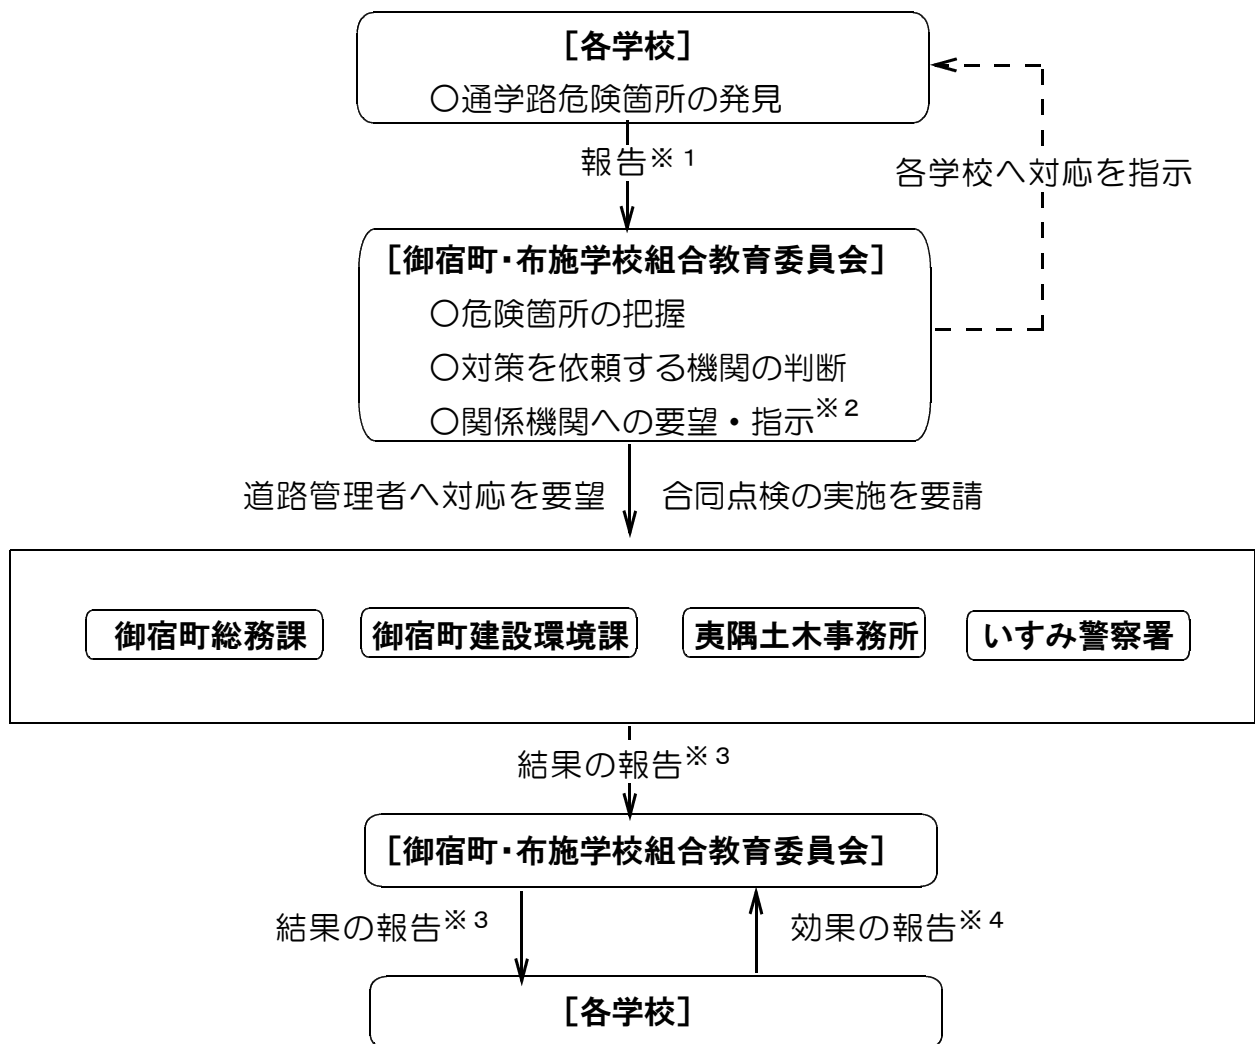 ［各学校］
○通学路危険箇所の発見
報告※１
各学校へ対応を指示
［御宿町・布施学校組合教育委員会］
○危険箇所の把握
○対策を依頼する機関の判断
○関係機関への要望・指示※２
道路管理者へ対応を要望 合同点検の実施を要請
御宿町総務課 御宿町建設環境課 夷隅土木事務所 いすみ警察署
結果の報告※３
［御宿町・布施学校組合教育委員会］
結果の報告※３ 効果の報告※４
［各学校］